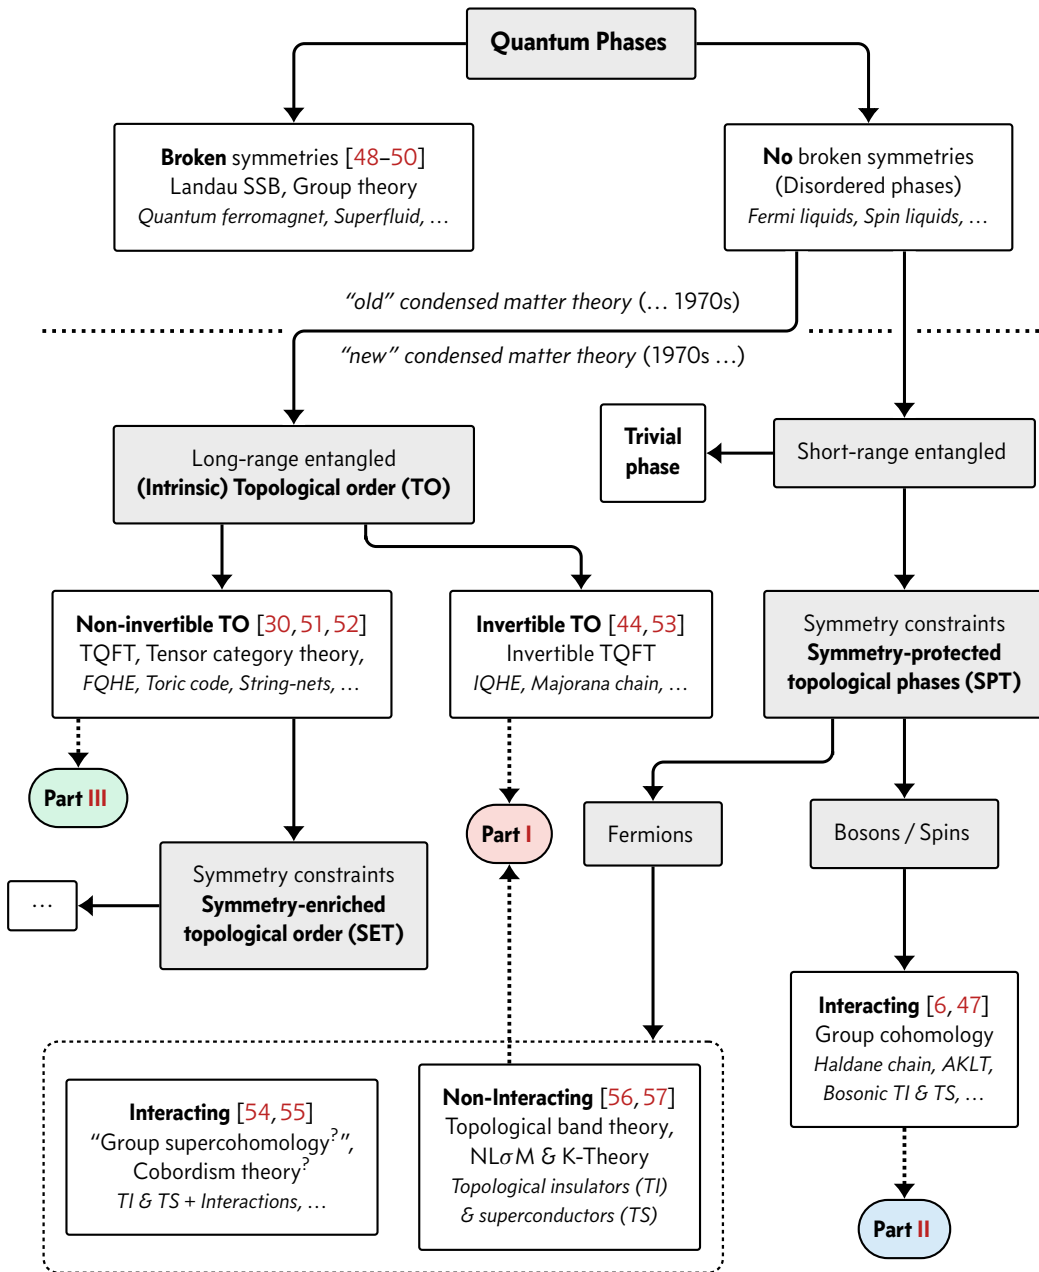 Quantum Phases
Broken symmetries [48–50]
Landau SSB, Group theory
Quantum ferromagnet, Superfluid, …
No broken symmetries
(Disordered phases)
Fermi liquids, Spin liquids, …
“old” condensed matter theory (… 1970s)
“new” condensed matter theory (1970s …)
Long-range entangled
(Intrinsic) Topological order (TO)
Trivial
phase
Short-range entangled
Non-invertible TO [30, 51, 52]
TQFT, Tensor category theory,
FQHE, Toric code, String-nets, …
Invertible TO [44, 53]
Invertible TQFT
IQHE, Majorana chain, …
Symmetry constraints
Symmetry-protected
topological phases (SPT)
Part III
Part I
Fermions
Bosons / Spins
…
Symmetry constraints
Symmetry-enriched
topological order (SET)
Interacting [54, 55]
“Group supercohomology?”,
Cobordism theory?
TI & TS + Interactions, …
Non-Interacting [56, 57]
Topological band theory,
NLσM & K-Theory
Topological insulators (TI)
& superconductors (TS)
Interacting [6, 47]
Group cohomology
Haldane chain, AKLT,
Bosonic TI & TS, …
Part II